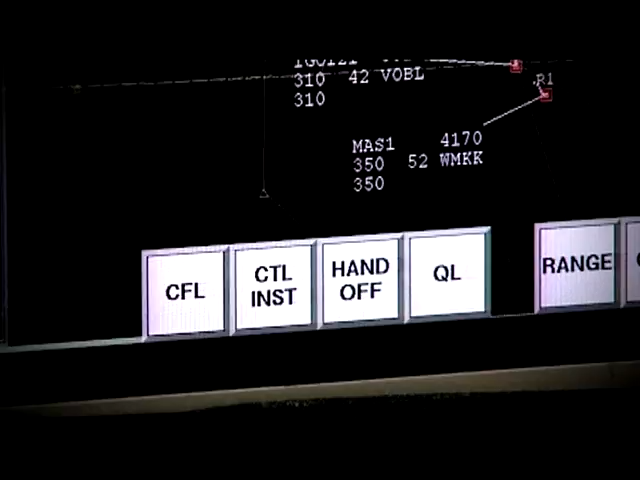 310 42 VOBL
310
R1
MAS1 4170
350 52 WMKK
350
CFL
CTL
INST
HAND
OFF
QL
RANGE